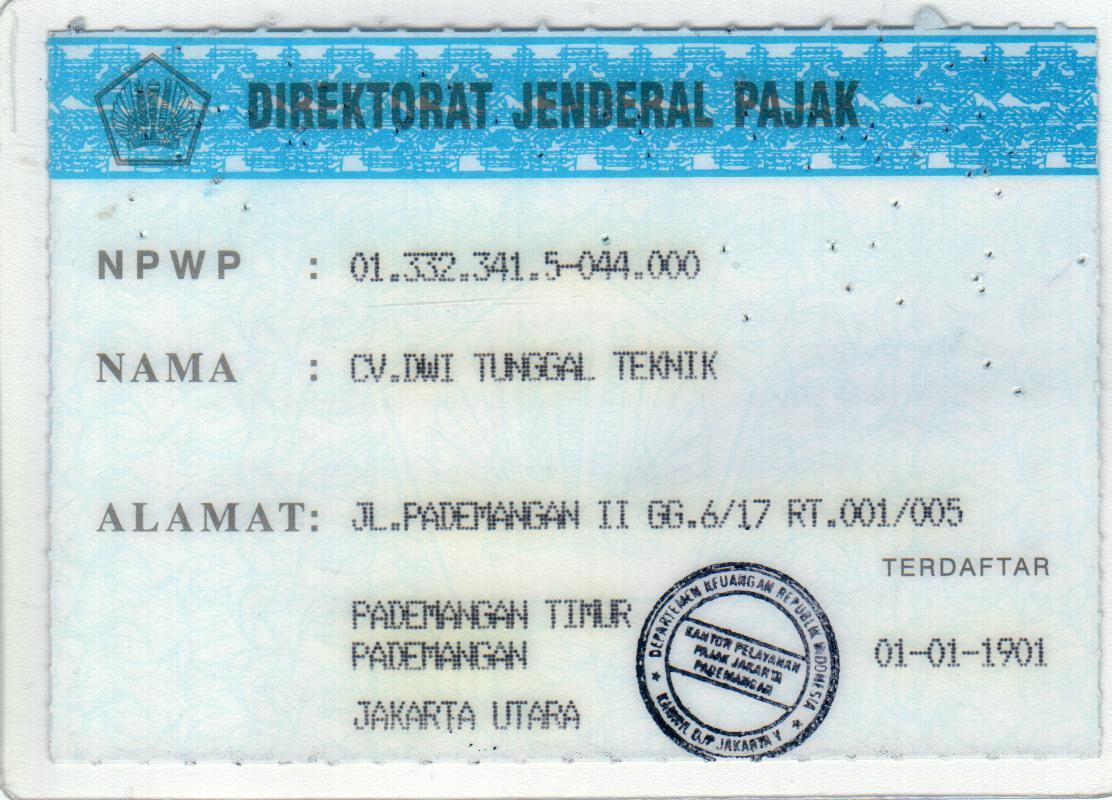 DIREKTORAT JENDERAL PAJAK
NPWP : 01.332.341.5-044.000
NAMA : CV.DWI TUNGGAL TEKNIK
ALAMAT: JL.PADEMANGAN II GG.6/17 RT.001/005
TERDAFTAR
PADEMANGAN TIMUR
PADEMANGAN
01-01-1901
JAKARTA UTARA
DEPARTEMEN KEUANGAN REPUBLIK INDONESIA
KANTOR PELAYANAN
PAJAK JAKARTA
PADEMANGAN
KANWIL DJP JAKARTA V